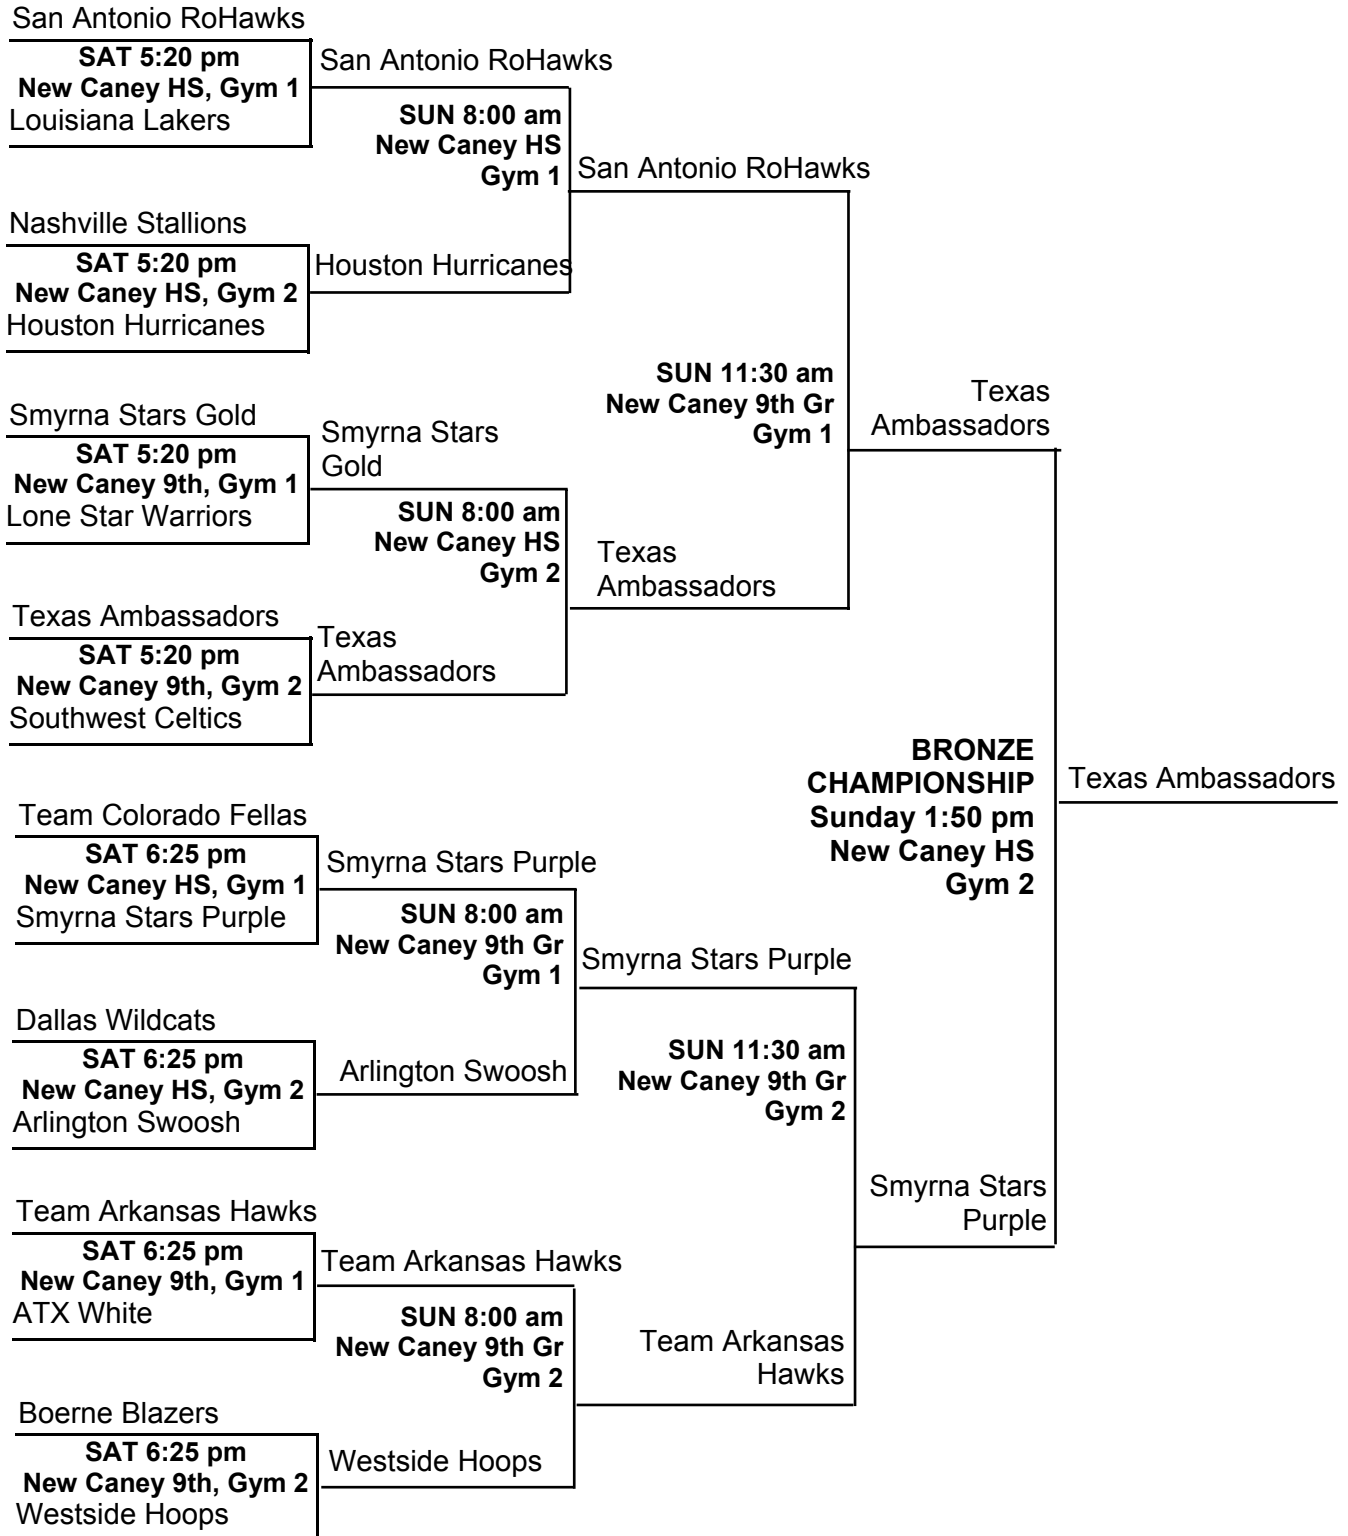 San Antonio RoHawks
SAT 5:20 pm
New Caney HS, Gym 1
Louisiana Lakers
San Antonio RoHawks
SUN 8:00 am
New Caney HS
Gym 1
San Antonio RoHawks
Nashville Stallions
SAT 5:20 pm
New Caney HS, Gym 2
Houston Hurricanes
Houston Hurricanes
SUN 11:30 am
New Caney 9th Gr
Gym 1
Texas
Ambassadors
Smyrna Stars Gold
SAT 5:20 pm
New Caney 9th, Gym 1
Lone Star Warriors
Smyrna Stars
Gold
SUN 8:00 am
New Caney HS
Gym 2
Texas
Ambassadors
Texas Ambassadors
SAT 5:20 pm
New Caney 9th, Gym 2
Southwest Celtics
Texas
Ambassadors
BRONZE
CHAMPIONSHIP
Sunday 1:50 pm
New Caney HS
Gym 2
Texas Ambassadors
Team Colorado Fellas
SAT 6:25 pm
New Caney HS, Gym 1
Smyrna Stars Purple
Smyrna Stars Purple
SUN 8:00 am
New Caney 9th Gr
Gym 1
Smyrna Stars Purple
Dallas Wildcats
SAT 6:25 pm
New Caney HS, Gym 2
Arlington Swoosh
Arlington Swoosh
SUN 11:30 am
New Caney 9th Gr
Gym 2
Smyrna Stars
Purple
Team Arkansas Hawks
SAT 6:25 pm
New Caney 9th, Gym 1
ATX White
Team Arkansas Hawks
SUN 8:00 am
New Caney 9th Gr
Gym 2
Team Arkansas
Hawks
Boerne Blazers
SAT 6:25 pm
New Caney 9th, Gym 2
Westside Hoops
Westside Hoops